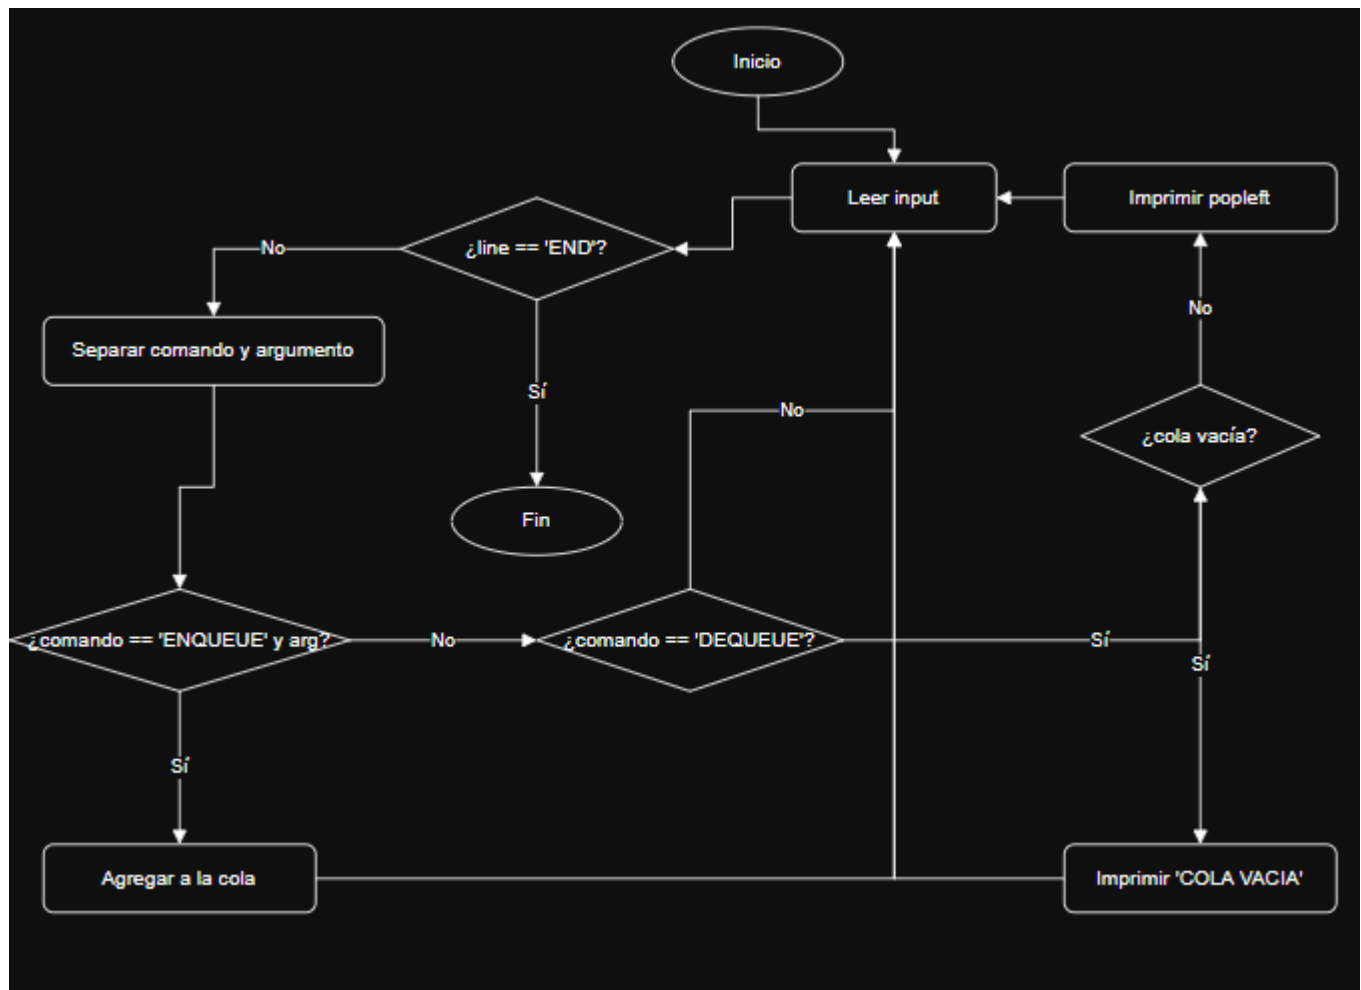 Inicio
Leer input
Imprimir popleft
¿line == 'END'?
No
Separar comando y argumento
No
Sí
No
¿cola vacía?
Fin
¿comando == 'ENQUEUE' y arg?
No
¿comando == 'DEQUEUE'?
Sí
Sí
Sí
Agregar a la cola
Imprimir 'COLA VACIA'